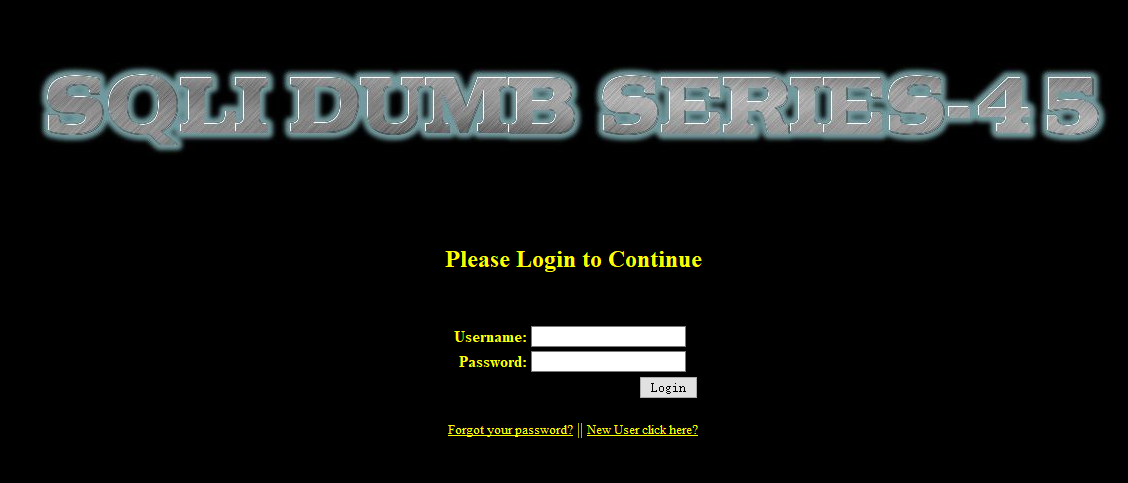 SQLI DUMB SERIES-45
Please Login to Continue
Username:
Password:
Login
Forgot your password? || New User click here?